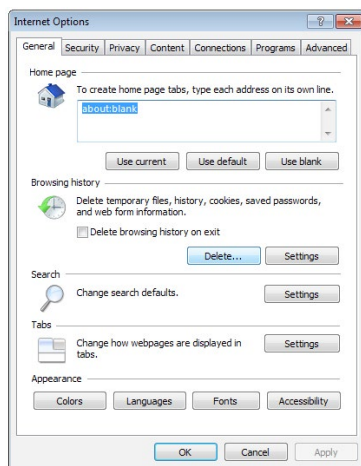 Internet Options
General Security Privacy Content Connections Programs Advanced
Home page
To create home page tabs, type each address on its own line.
about:blank
Use current Use default Use blank
Browsing history
Delete temporary files, history, cookies, saved passwords,
and web form information.
Delete browsing history on exit
Delete... Settings
Search
Change search defaults. Settings
Tabs
Change how webpages are displayed in
tabs.
Settings
Appearance
Colors Languages Fonts Accessibility
OK Cancel Apply